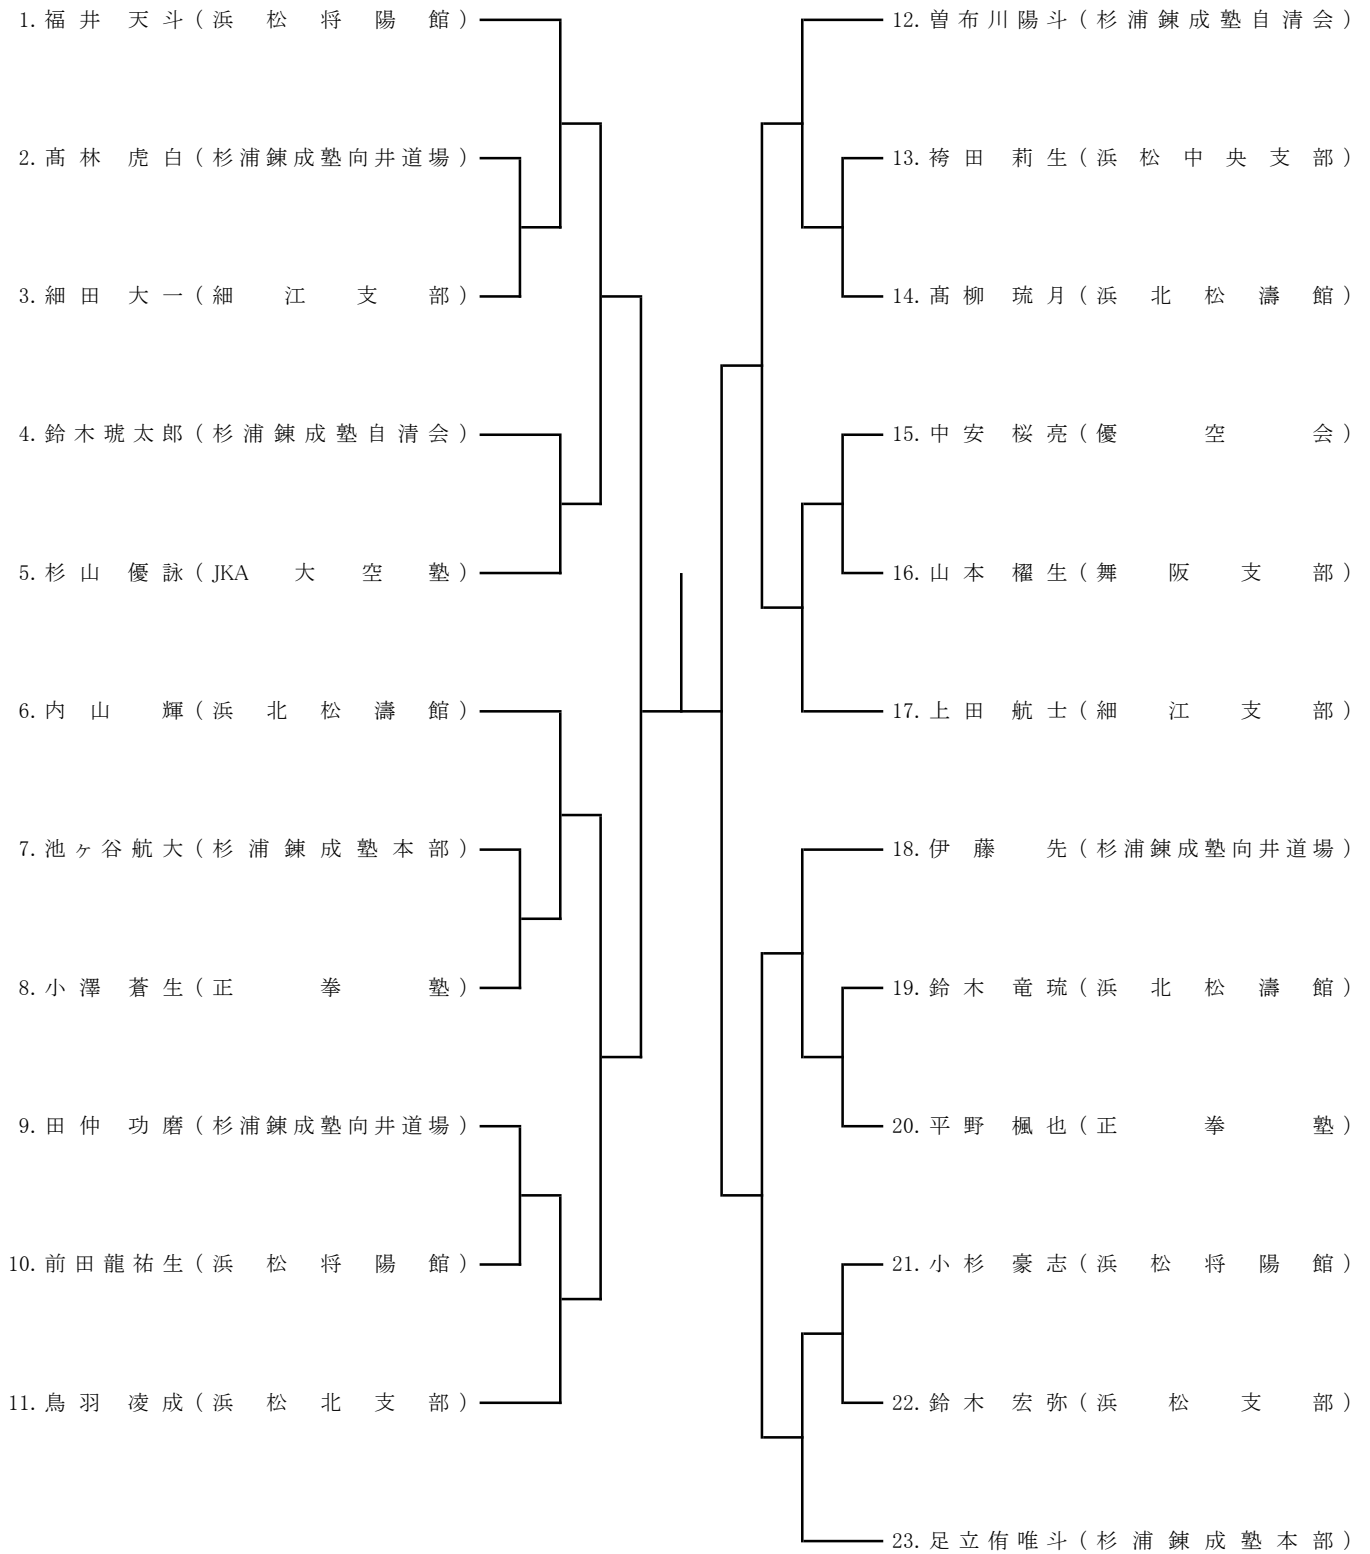 1. 福井 天斗 (浜松将陽館)
2. 髙林 虎白 (杉浦錬成塾向井道場)
3. 細田 大一 (細江支部)
4. 鈴木琥太郎 (杉浦錬成塾自清会)
5. 杉山 優詠 (JKA大空塾)
6. 内山 輝 (浜北松濤館)
7. 池ヶ谷航大 (杉浦錬成塾本部)
8. 小澤 蒼生 (正拳塾)
9. 田仲 功磨 (杉浦錬成塾向井道場)
10. 前田龍祐生 (浜松将陽館)
11. 鳥羽 凌成 (浜松北支部)
12. 曽布川陽斗 (杉浦錬成塾自清会)
13. 袴田 莉生 (浜松中央支部)
14. 髙柳 琉月 (浜北松濤館)
15. 中安 桜亮 (優空会)
16. 山本 櫂生 (舞阪支部)
17. 上田 航士 (細江支部)
18. 伊藤 先 (杉浦錬成塾向井道場)
19. 鈴木 竜琉 (浜北松濤館)
20. 平野 楓也 (正拳塾)
21. 小杉 豪志 (浜松将陽館)
22. 鈴木 宏弥 (浜松支部)
23. 足立侑唯斗 (杉浦錬成塾本部)